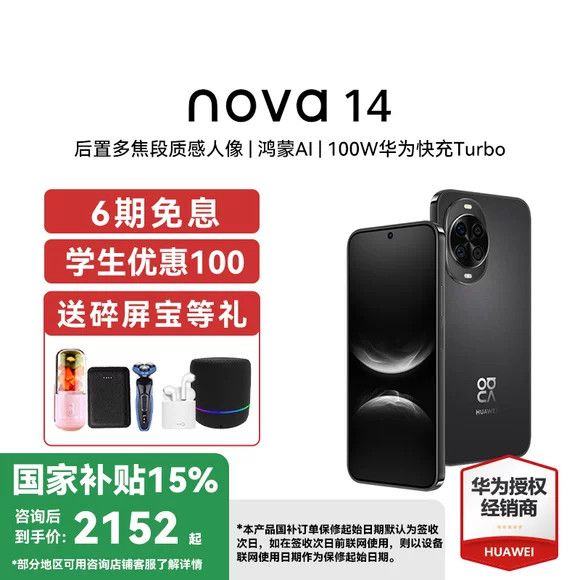 nova 14
后置多焦段质感人像 | 鸿蒙AI | 100W华为快充Turbo
6期免息
学生优惠100
送碎屏宝等礼
HUAWEI
国家补贴15%
咨询后
到手价: 2152 起
*部分地区可用咨询店铺客服了解详情
*本产品国补订单保修起始日期默认为签收
次日，如在签收次日前联网使用，则以设备
联网使用日期作为保修起始日期。
华为授权
经销商
HUAWEI